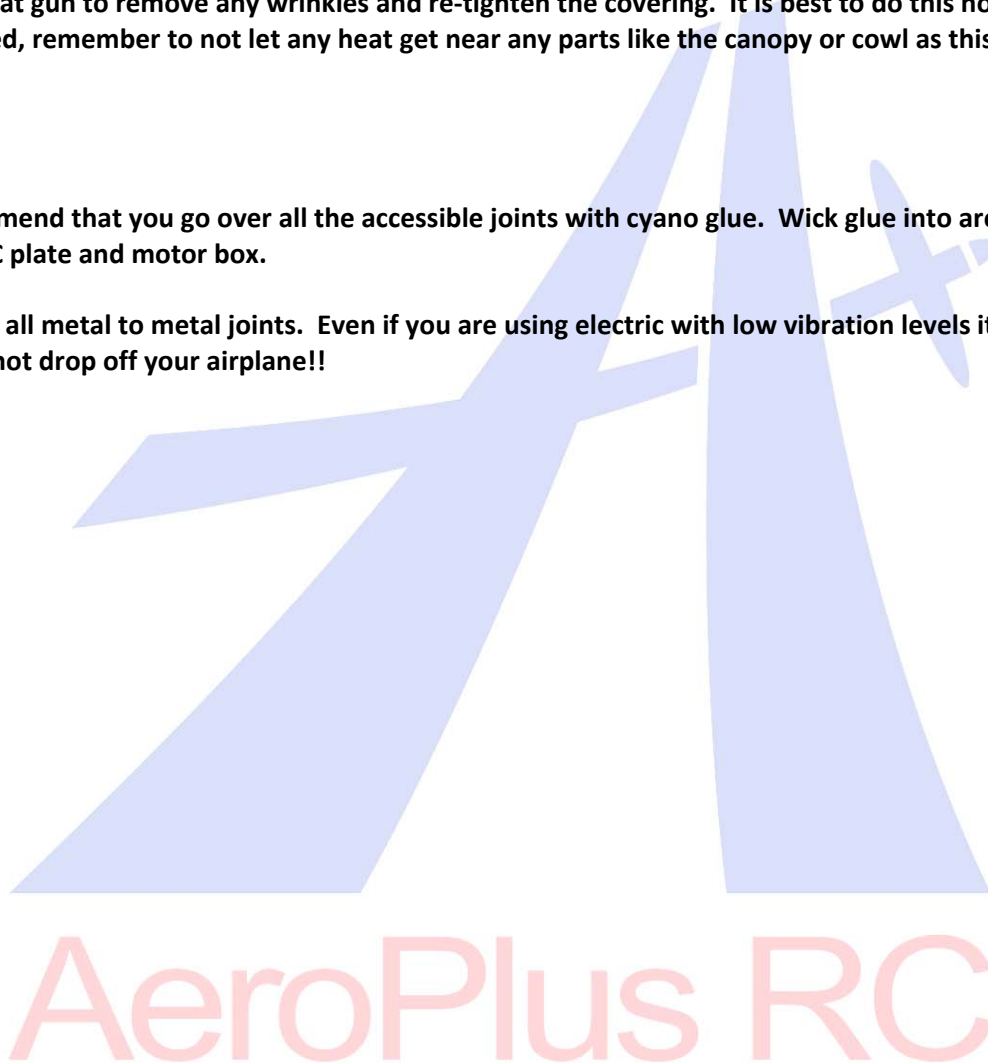 at gun to remove any wrinkles and re-tighten the covering. It is best to do this no
ed, remember to not let any heat get near any parts like the canopy or cowl as this
mend that you go over all the accessible joints with cyano glue. Wick glue into are
plate and motor box.
all metal to metal joints. Even if you are using electric with low vibration levels it
not drop off your airplane!!
AeroPlus RC